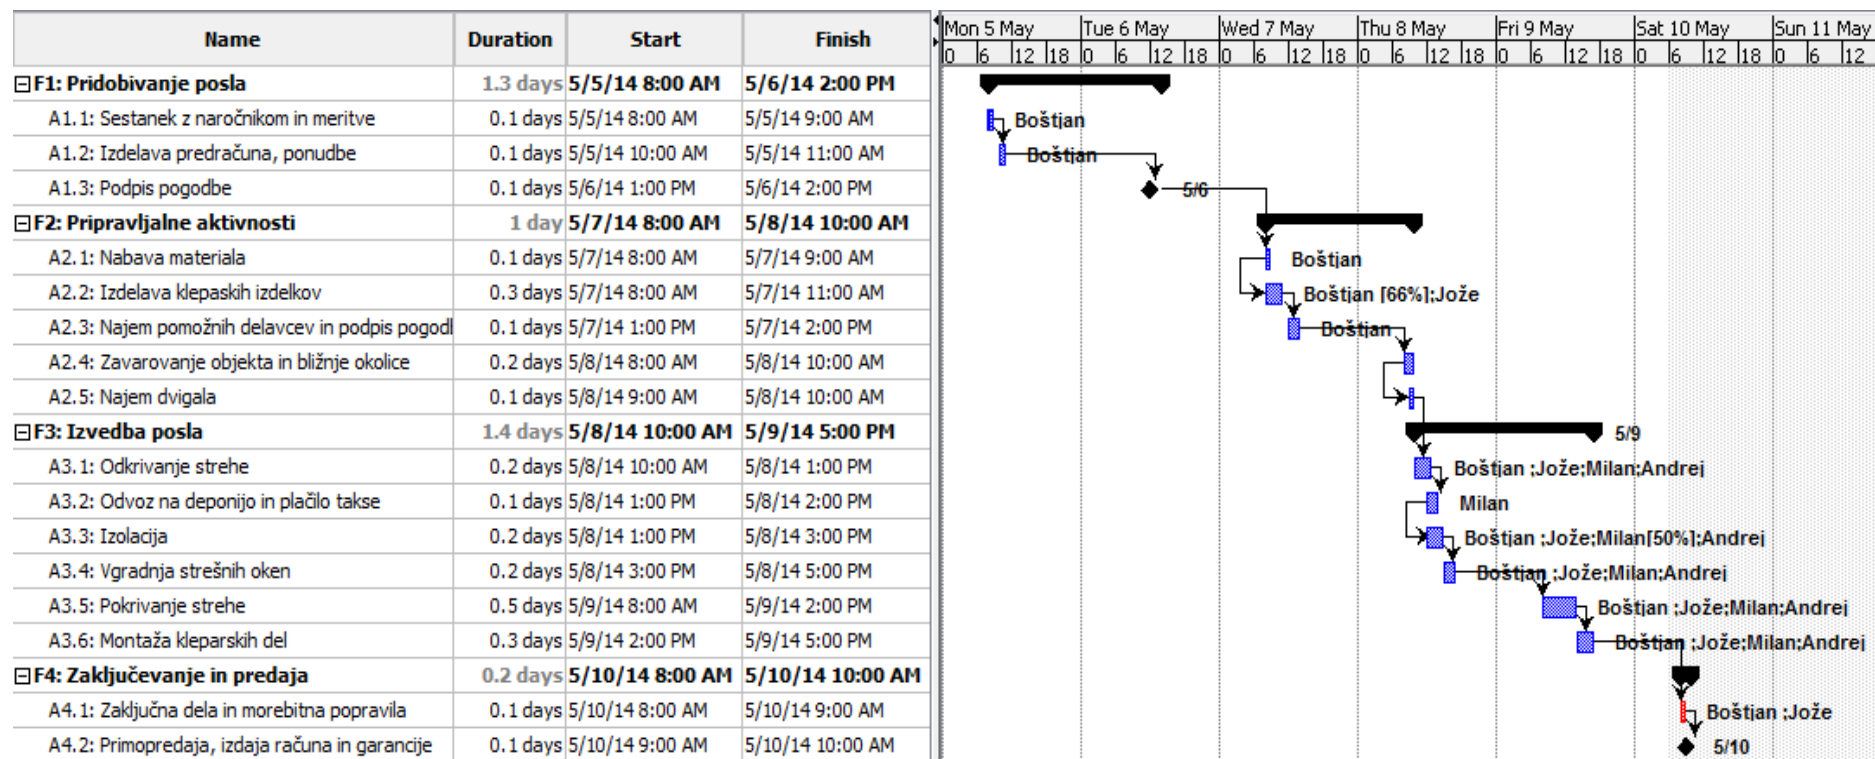 Name Duration Start Finish Mon 5 May Tue 6 May Wed 7 May Thu 8 May Fri 9 May Sat 10 May Sun 11 May
0 6 12 18 0 6 12 18 0 6 12 18 0 6 12 18 0 6 12 18 0 6 12 18 0 6 12
F1: Pridobivanje posla 1.3 days 5/5/14 8:00 AM 5/6/14 2:00 PM
A1.1: Sestanek z naročnikom in meritve 0.1 days 5/5/14 8:00 AM 5/5/14 9:00 AM Boštjan
A1.2: Izdelava predračuna, ponudbe 0.1 days 5/5/14 10:00 AM 5/5/14 11:00 AM Boštjan
A1.3: Podpis pogodbe 0.1 days 5/6/14 1:00 PM 5/6/14 2:00 PM 5/6
F2: Pripravljalne aktivnosti 1 day 5/7/14 8:00 AM 5/8/14 10:00 AM
A2.1: Nabava materiala 0.1 days 5/7/14 8:00 AM 5/7/14 9:00 AM Boštjan
A2.2: Izdelava klepaskih izdelkov 0.3 days 5/7/14 8:00 AM 5/7/14 11:00 AM Boštjan [66%];Jože
A2.3: Najem pomožnih delavcev in podpis pogodl 0.1 days 5/7/14 1:00 PM 5/7/14 2:00 PM Boštjan
A2.4: Zavarovanje objekta in bližnje okolice 0.2 days 5/8/14 8:00 AM 5/8/14 10:00 AM
A2.5: Najem dvigala 0.1 days 5/8/14 9:00 AM 5/8/14 10:00 AM
F3: Izvedba posla 1.4 days 5/8/14 10:00 AM 5/9/14 5:00 PM 5/9
A3.1: Odkrivanje strehe 0.2 days 5/8/14 10:00 AM 5/8/14 1:00 PM Boštjan ;Jože;Milan;Andrej
A3.2: Odvoz na deponijo in plačilo takse 0.1 days 5/8/14 1:00 PM 5/8/14 2:00 PM Milan
A3.3: Izolacija 0.2 days 5/8/14 1:00 PM 5/8/14 3:00 PM Boštjan ;Jože;Milan[50%];Andrej
A3.4: Vgradnja strešnih oken 0.2 days 5/8/14 3:00 PM 5/8/14 5:00 PM Boštjan ;Jože;Milan;Andrej
A3.5: Pokrivanje strehe 0.5 days 5/9/14 8:00 AM 5/9/14 2:00 PM Boštjan ;Jože;Milan;Andrej
A3.6: Montaža kleparskih del 0.3 days 5/9/14 2:00 PM 5/9/14 5:00 PM Boštjan ;Jože;Milan;Andrej
F4: Zaključevanje in predaja 0.2 days 5/10/14 8:00 AM 5/10/14 10:00 AM
A4.1: Zaključna dela in morebitna popravila 0.1 days 5/10/14 8:00 AM 5/10/14 9:00 AM Boštjan ;Jože
A4.2: Primopredaja, izdaja računa in garancije 0.1 days 5/10/14 9:00 AM 5/10/14 10:00 AM 5/10